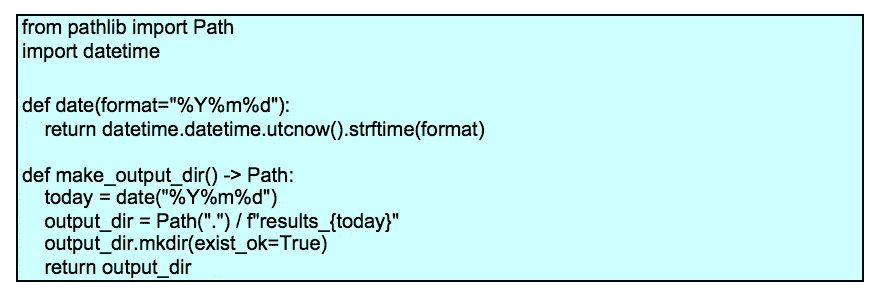 from pathlib import Path
import datetime

def date(format="%Y%m%d"):
    return datetime.datetime.utcnow().strftime(format)

def make_output_dir() -> Path:
    today = date("%Y%m%d")
    output_dir = Path(".") / f"results_{today}"
    output_dir.mkdir(exist_ok=True)
    return output_dir